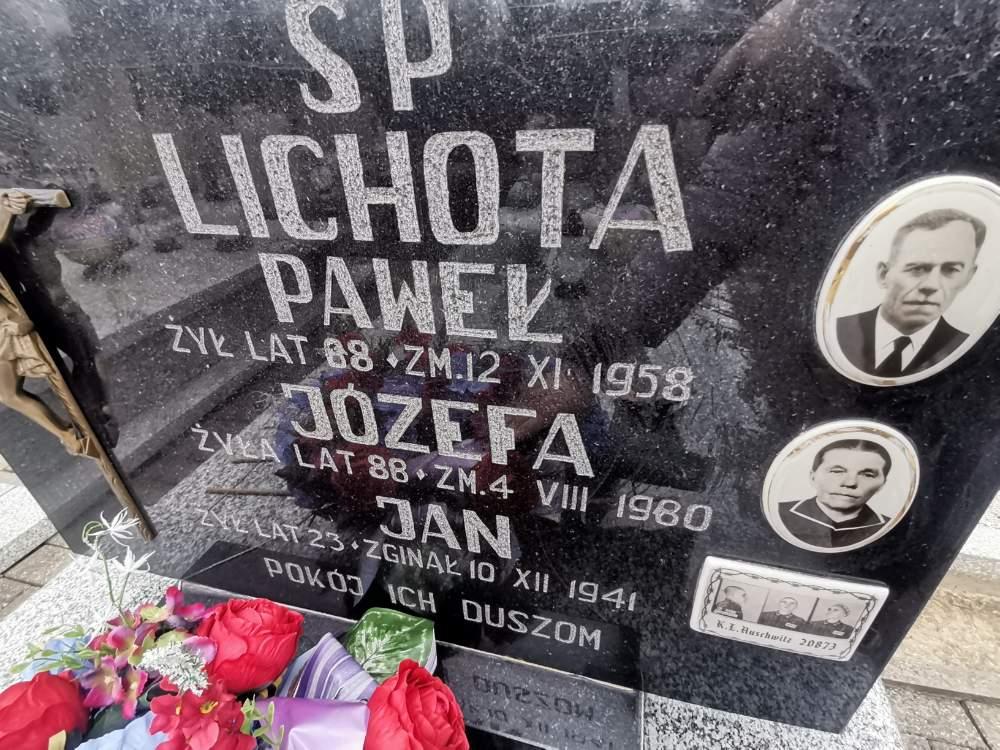 ŚP
LICHOTA
PAWEŁ
ŻYŁ LAT 88 ♦ ZM. 12 XI 1958
JÓZEFA
ŻYŁA LAT 88 ♦ ZM. 4 VIII 1980
JAN
ŻYŁ LAT 23 ♦ ZGINĄŁ 10 XII 1941
POKÓJ ICH DUSZOM
K.L. Auschwitz 20873